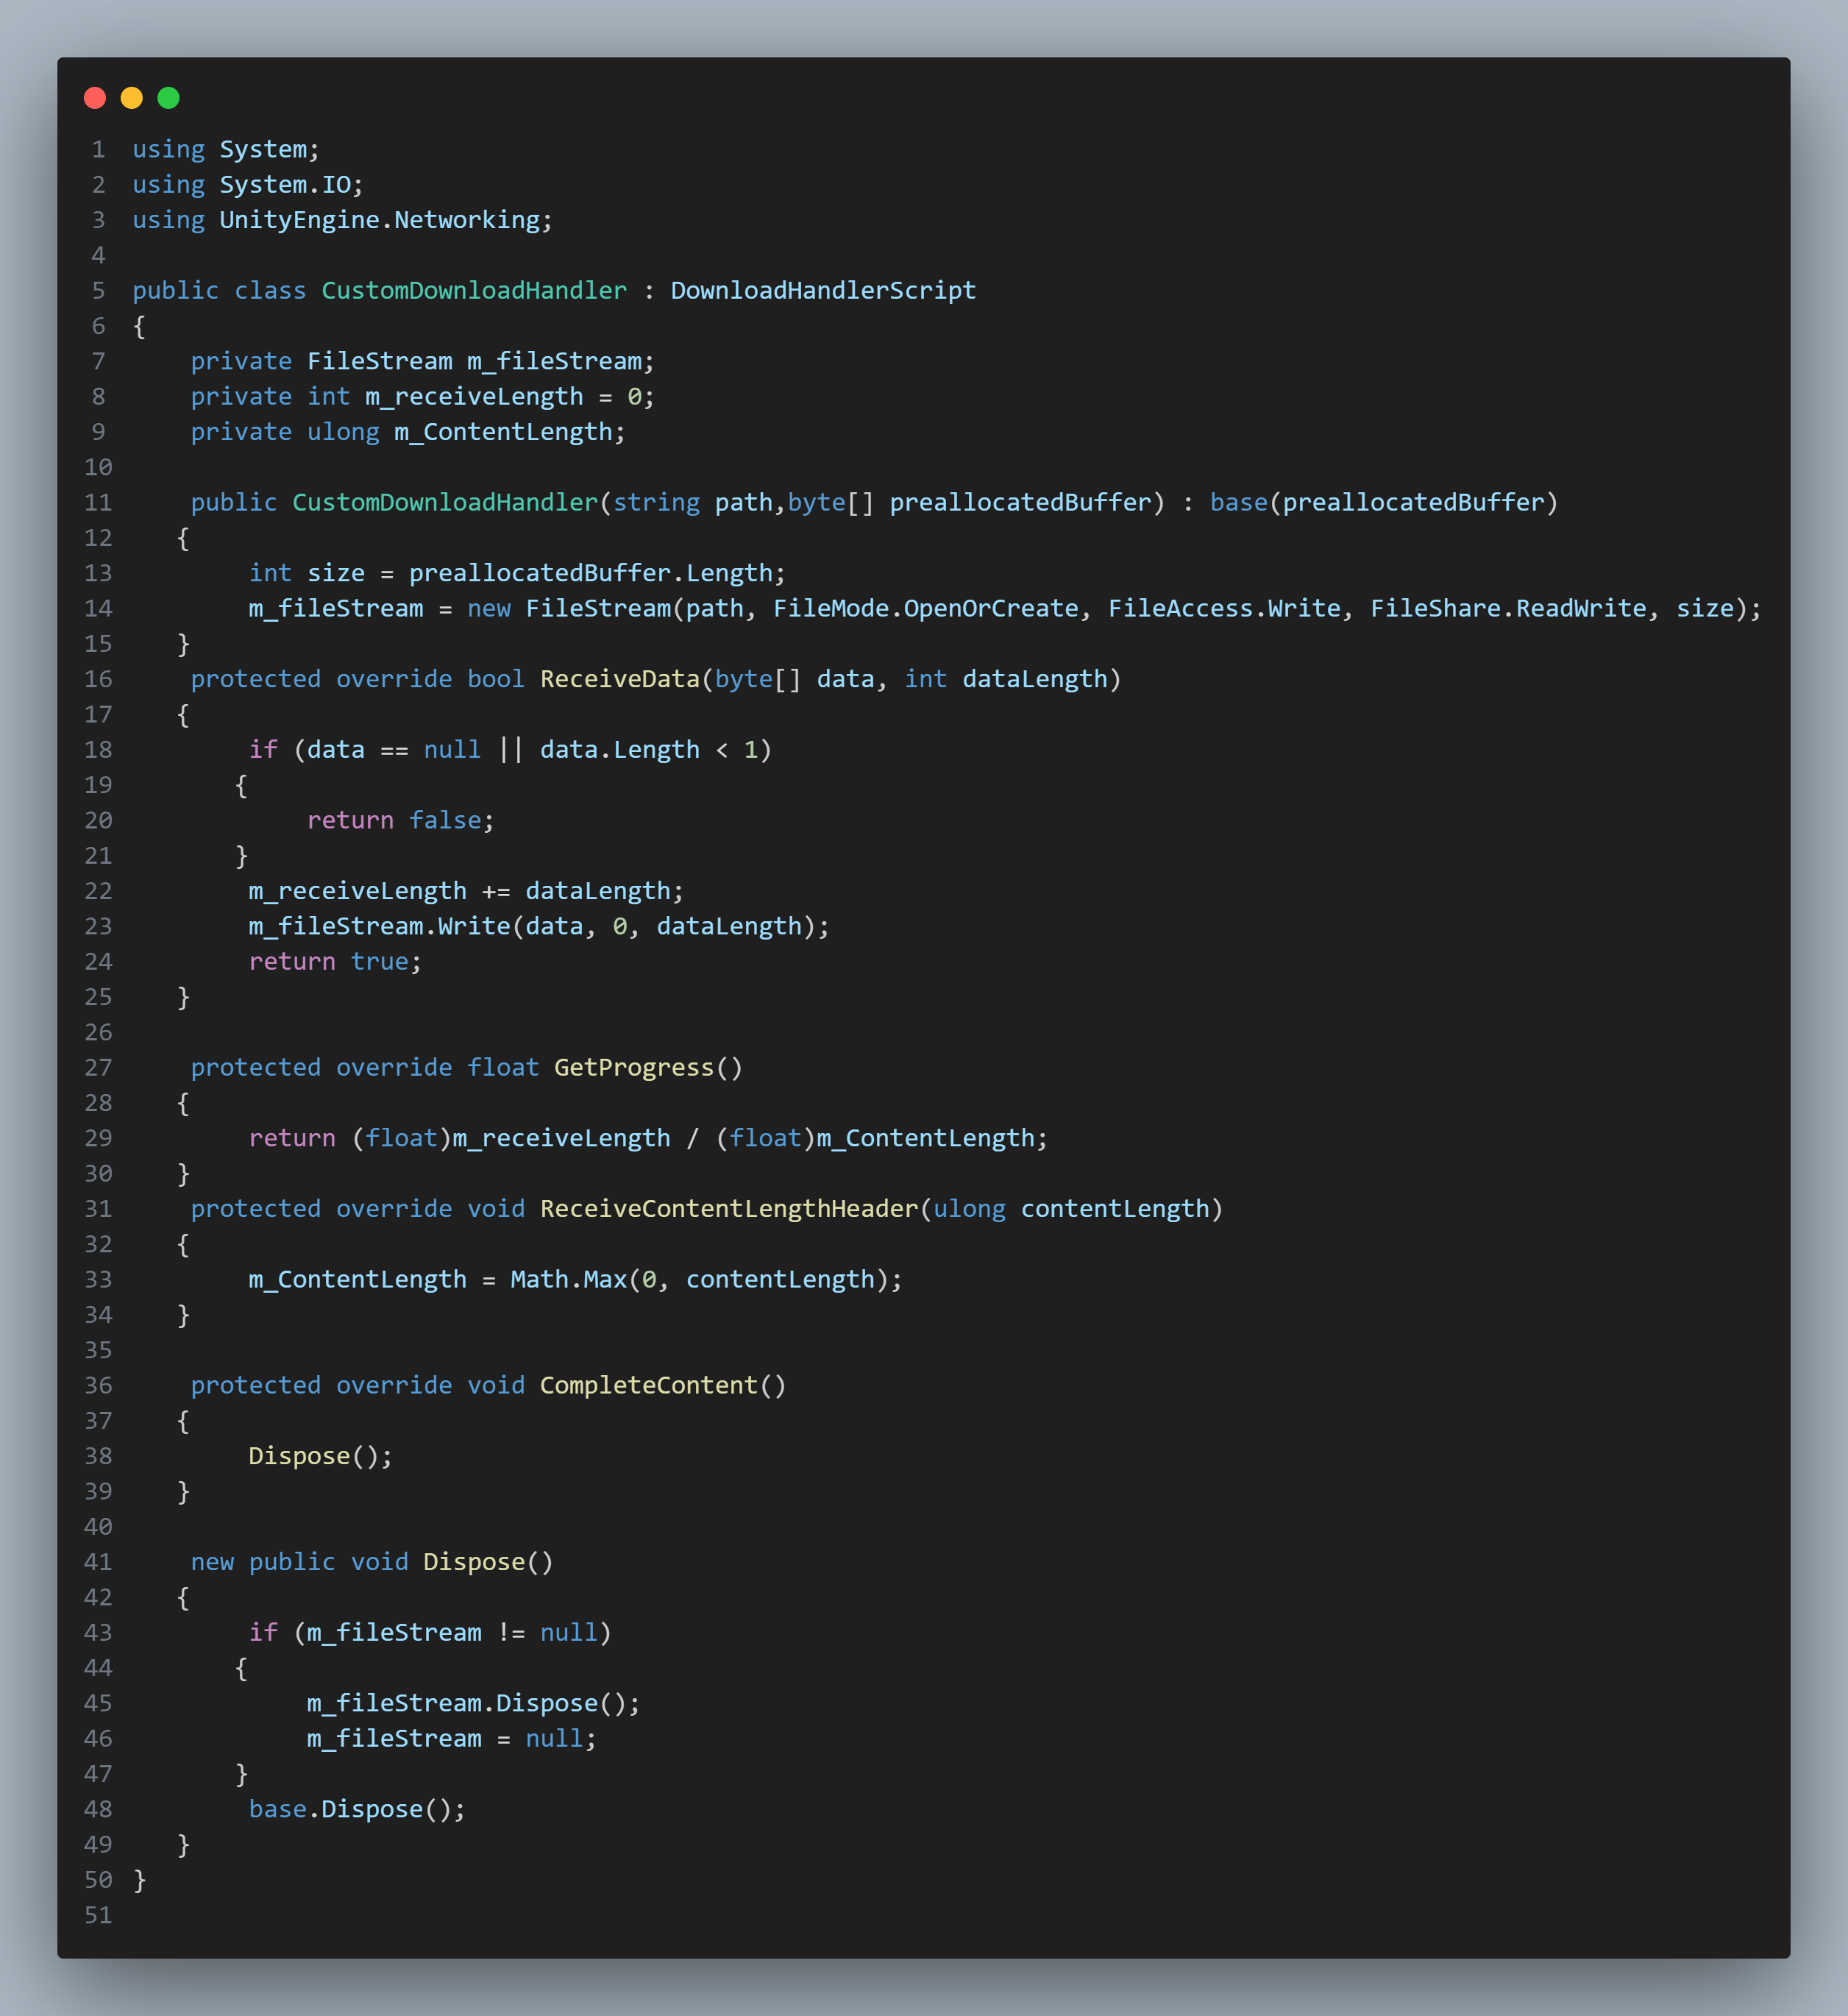 1 using System;
2 using System.IO;
3 using UnityEngine.Networking;
4
5 public class CustomDownloadHandler : DownloadHandlerScript
6 {
7     private FileStream m_fileStream;
8     private int m_receiveLength = 0;
9     private ulong m_ContentLength;
10
11     public CustomDownloadHandler(string path,byte[] preallocatedBuffer) : base(preallocatedBuffer)
12    {
13         int size = preallocatedBuffer.Length;
14         m_fileStream = new FileStream(path, FileMode.OpenOrCreate, FileAccess.Write, FileShare.ReadWrite, size);
15    }
16     protected override bool ReceiveData(byte[] data, int dataLength)
17    {
18         if (data == null || data.Length < 1)
19        {
20             return false;
21        }
22         m_receiveLength += dataLength;
23         m_fileStream.Write(data, 0, dataLength);
24         return true;
25    }
26
27     protected override float GetProgress()
28    {
29         return (float)m_receiveLength / (float)m_ContentLength;
30    }
31     protected override void ReceiveContentLengthHeader(ulong contentLength)
32    {
33         m_ContentLength = Math.Max(0, contentLength);
34    }
35
36     protected override void CompleteContent()
37    {
38         Dispose();
39    }
40
41     new public void Dispose()
42    {
43         if (m_fileStream != null)
44        {
45             m_fileStream.Dispose();
46             m_fileStream = null;
47        }
48         base.Dispose();
49    }
50 }
51